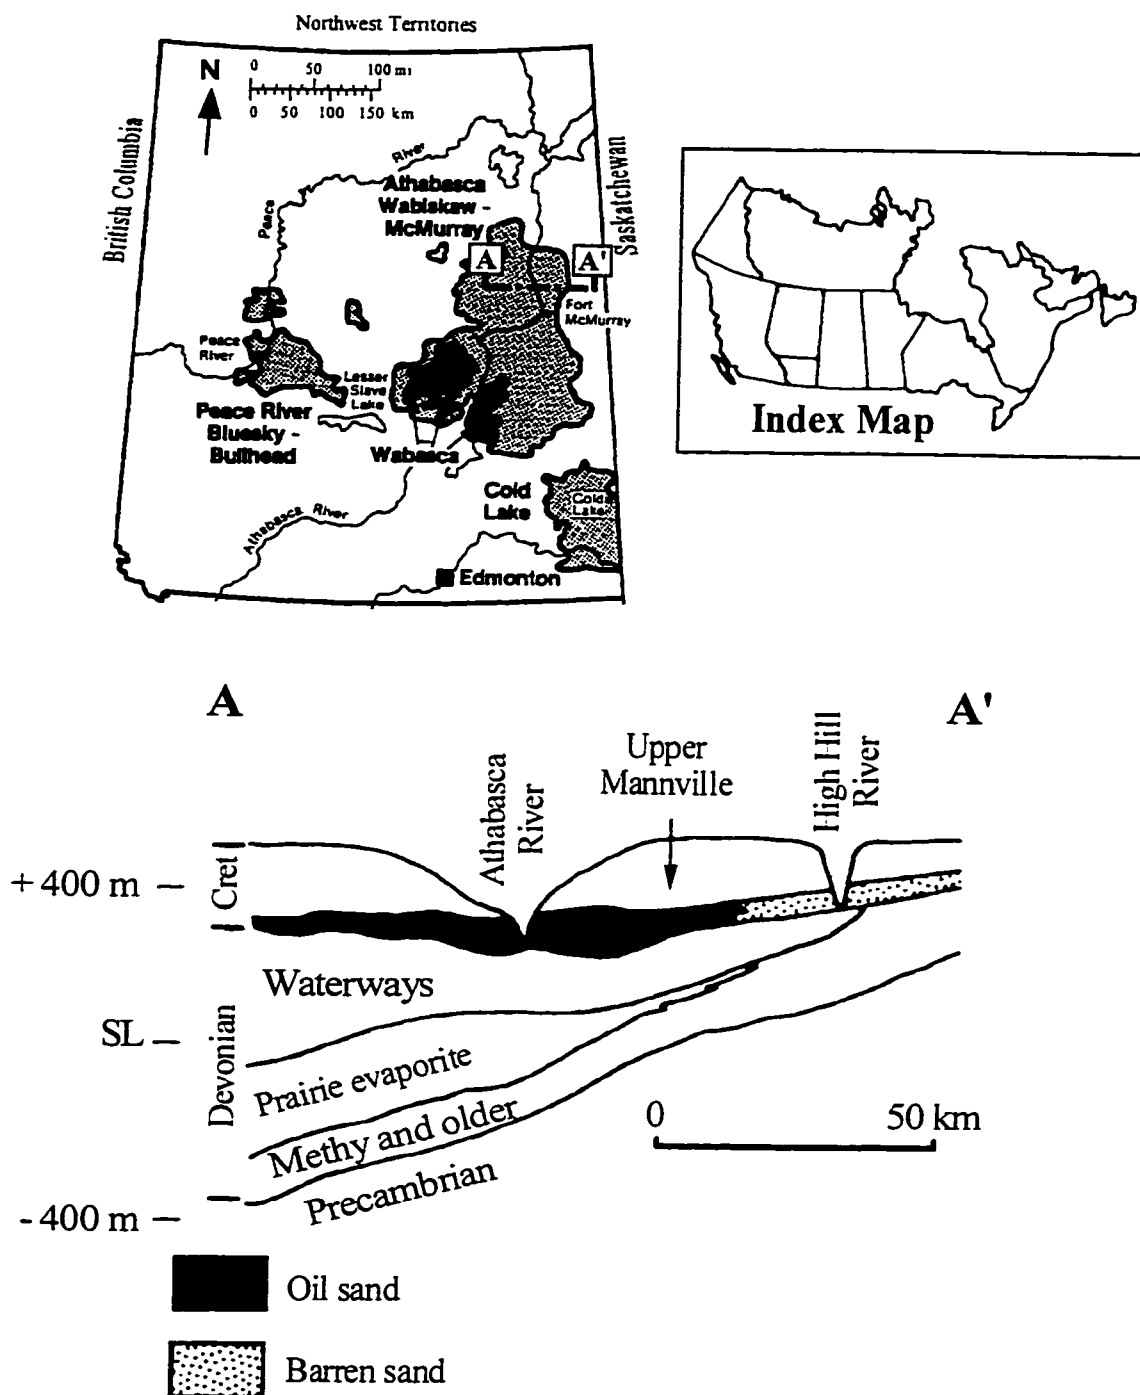 Northwest Territories
N
0 50 100 mi
0 50 100 150 km
British Columbia
Saskatchewan
Peace
River
Athabasca
Wabiskaw -
McMurray
A
A'
Fort
McMurray
Peace
River
Lesser
Slave
Lake
Peace River
Bluesky -
Bullhead
Wabasca
Cold
Lake
Cold
Lake
Athabasca River
Edmonton
Index Map
A
A'
Athabasca
River
Upper
Mannville
High Hill
River
Cret
+ 400 m
Waterways
SL
Devonian
Prairie evaporite
Methy and older
Precambrian
0 50 km
- 400 m
Oil sand
Barren sand